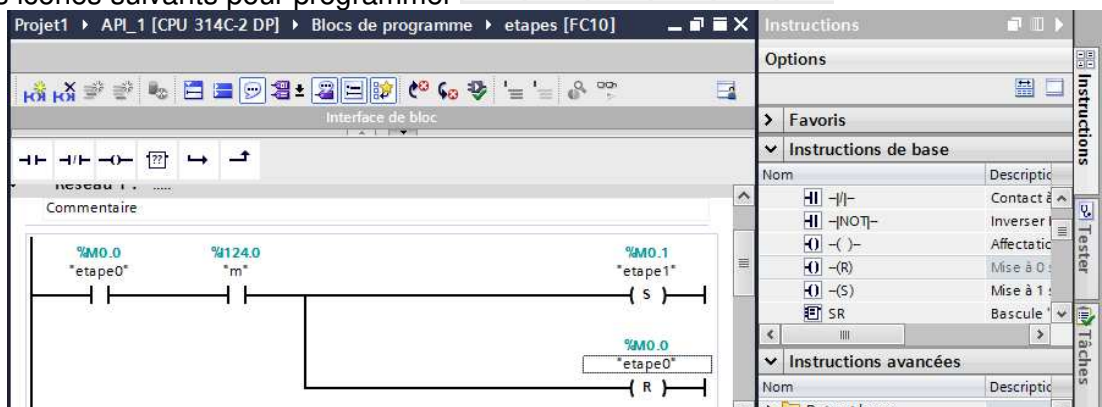 icônes suivants pour programmer
Projet1 ▸ API_1 [CPU 314C-2 DP] ▸ Blocs de programme ▸ etapes [FC10]
Interface de bloc
Réseau 1 : .....
Commentaire
%M0.0
"etape0"
%I124.0
"m"
%M0.1
"etape1"
( S )
%M0.0
"etape0"
( R )
Instructions
Options
Favoris
Instructions de base
Nom Descriptic
-|/|- Contact à
-|NOT|- Inverser
-( )- Affectatic
-(R) Mise à 0 s
-(S) Mise à 1 s
SR Bascule '
Instructions avancées
Nom Descriptic
Instructions
Tester
Tâches